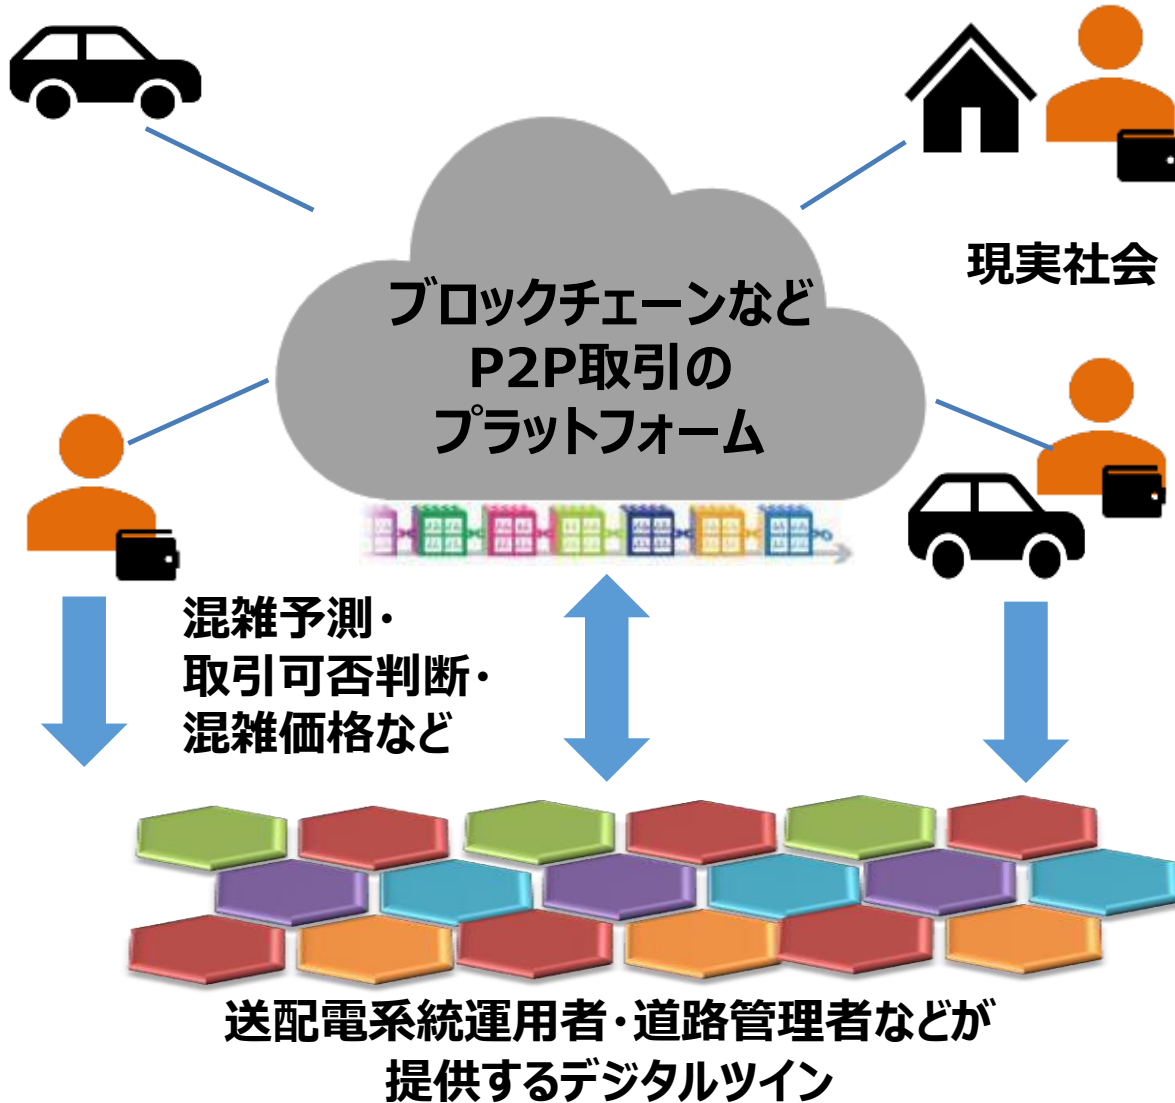 現実社会
ブロックチェーンなど
P2P取引の
プラットフォーム
混雑予測・
取引可否判断・
混雑価格など
送配電系統運用者・道路管理者などが
提供するデジタルツイン